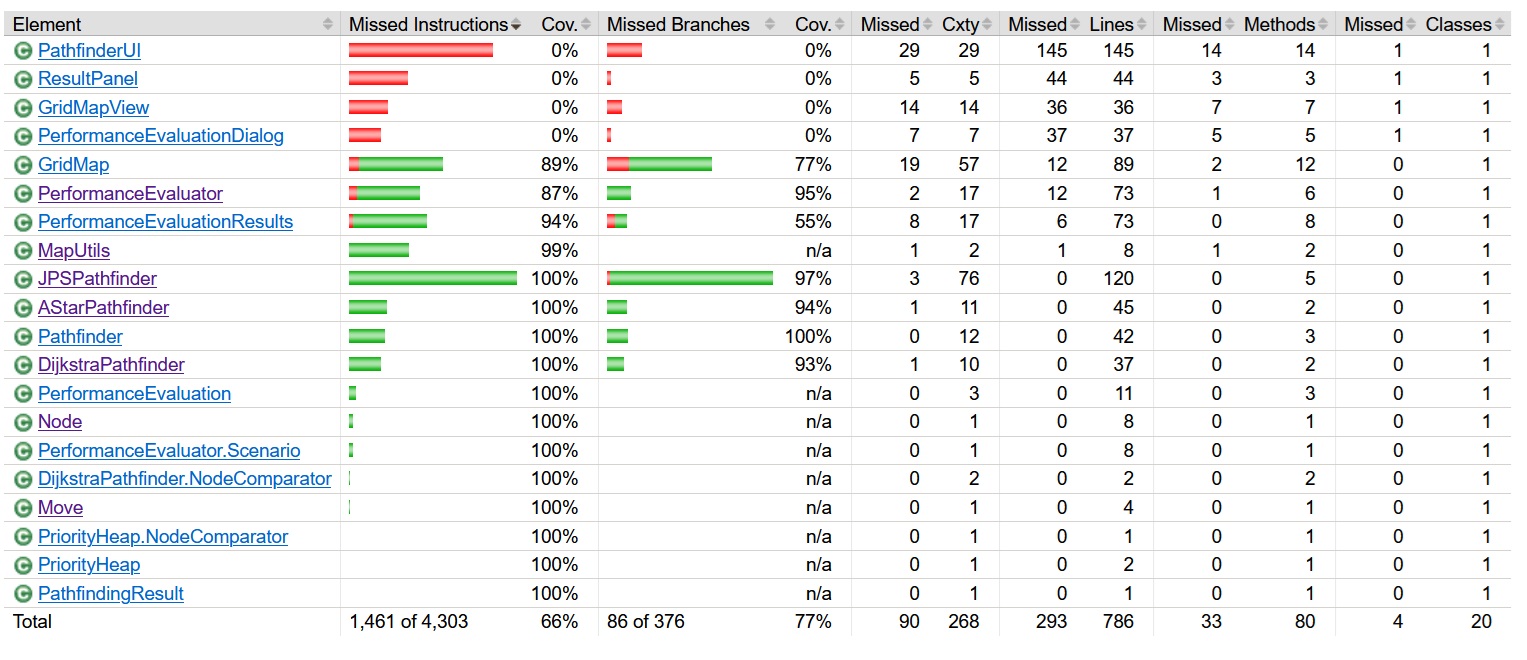 Element Missed Instructions Cov. Missed Branches Cov. Missed Cxty Missed Lines Missed Methods Missed Classes
C PathfinderUI 0% 0% 29 29 145 145 14 14 1 1
C ResultPanel 0% 0% 5 5 44 44 3 3 1 1
C GridMapView 0% 0% 14 14 36 36 7 7 1 1
C PerformanceEvaluationDialog 0% 0% 7 7 37 37 5 5 1 1
C GridMap 89% 77% 19 57 12 89 2 12 0 1
C PerformanceEvaluator 87% 95% 2 17 12 73 1 6 0 1
C PerformanceEvaluationResults 94% 55% 8 17 6 73 0 8 0 1
C MapUtils 99% n/a 1 2 1 8 1 2 0 1
C JPSPathfinder 100% 97% 3 76 0 120 0 5 0 1
C AStarPathfinder 100% 94% 1 11 0 45 0 2 0 1
C Pathfinder 100% 100% 0 12 0 42 0 3 0 1
C DijkstraPathfinder 100% 93% 1 10 0 37 0 2 0 1
C PerformanceEvaluation 100% n/a 0 3 0 11 0 3 0 1
C Node 100% n/a 0 1 0 8 0 1 0 1
C PerformanceEvaluator.Scenario 100% n/a 0 1 0 8 0 1 0 1
C DijkstraPathfinder.NodeComparator 100% n/a 0 2 0 2 0 2 0 1
C Move 100% n/a 0 1 0 4 0 1 0 1
C PriorityHeap.NodeComparator 100% n/a 0 1 0 1 0 1 0 1
C PriorityHeap 100% n/a 0 1 0 2 0 1 0 1
C PathfindingResult 100% n/a 0 1 0 1 0 1 0 1
Total 1,461 of 4,303 66% 86 of 376 77% 90 268 293 786 33 80 4 20